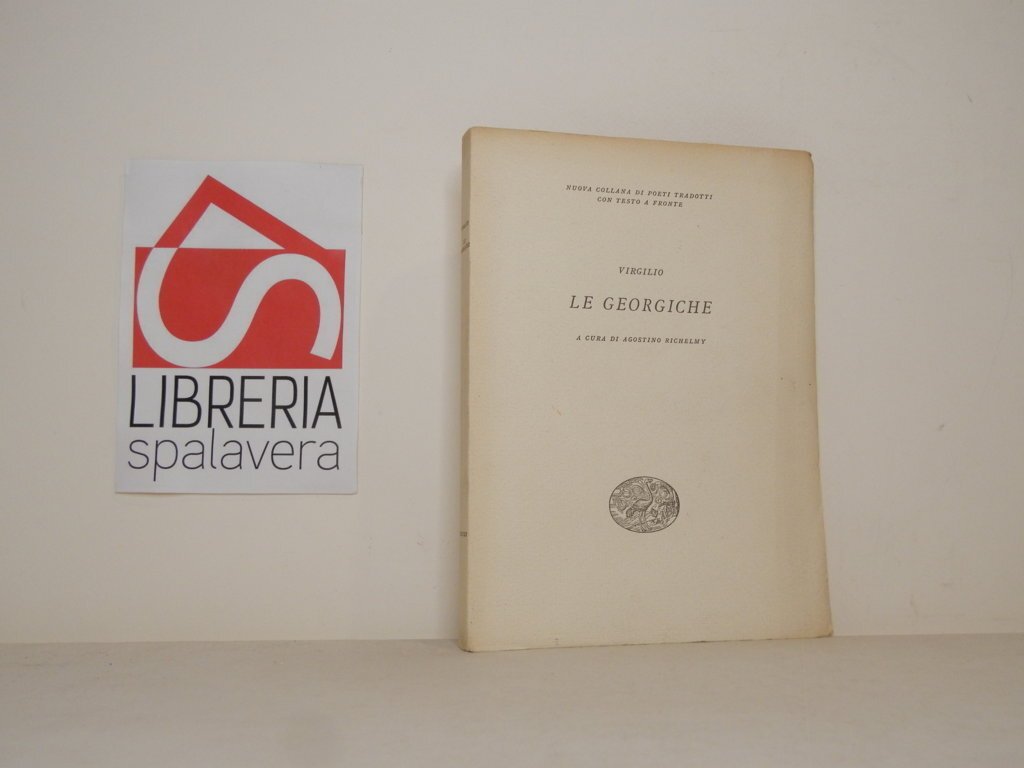 LIBRERIA
spalavera
NUOVA COLLANA DI POETI TRADOTTI
CON TESTO A FRONTE
VIRGILIO
LE GEORGICHE
A CURA DI AGOSTINO RICHELMY